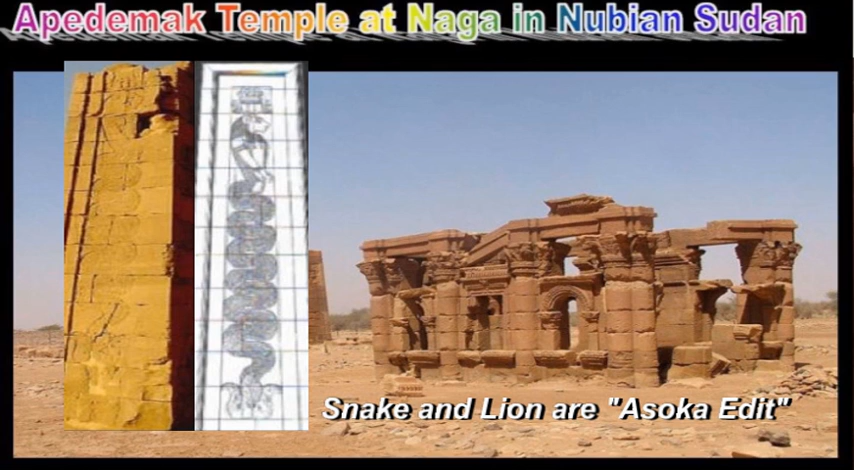 Apedemak Temple at Naga in Nubian Sudan
Snake and Lion are "Asoka Edit"